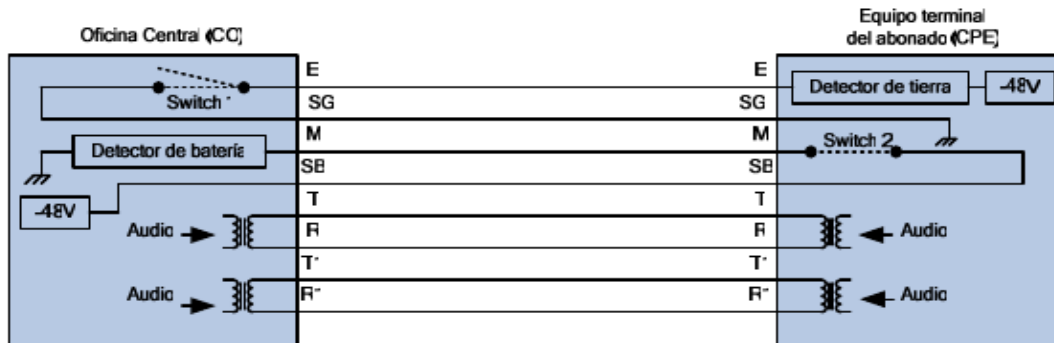 Oficina Central (CO)
Equipo terminal
del abonado (CPE)
E
E
Switch 1
Detector de tierra
-48V
SG
SG
M
M
Detector de batería
Switch 2
SB
SB
-48V
T
T
Audio
R
R
Audio
T1
T1
Audio
R1
R1
Audio